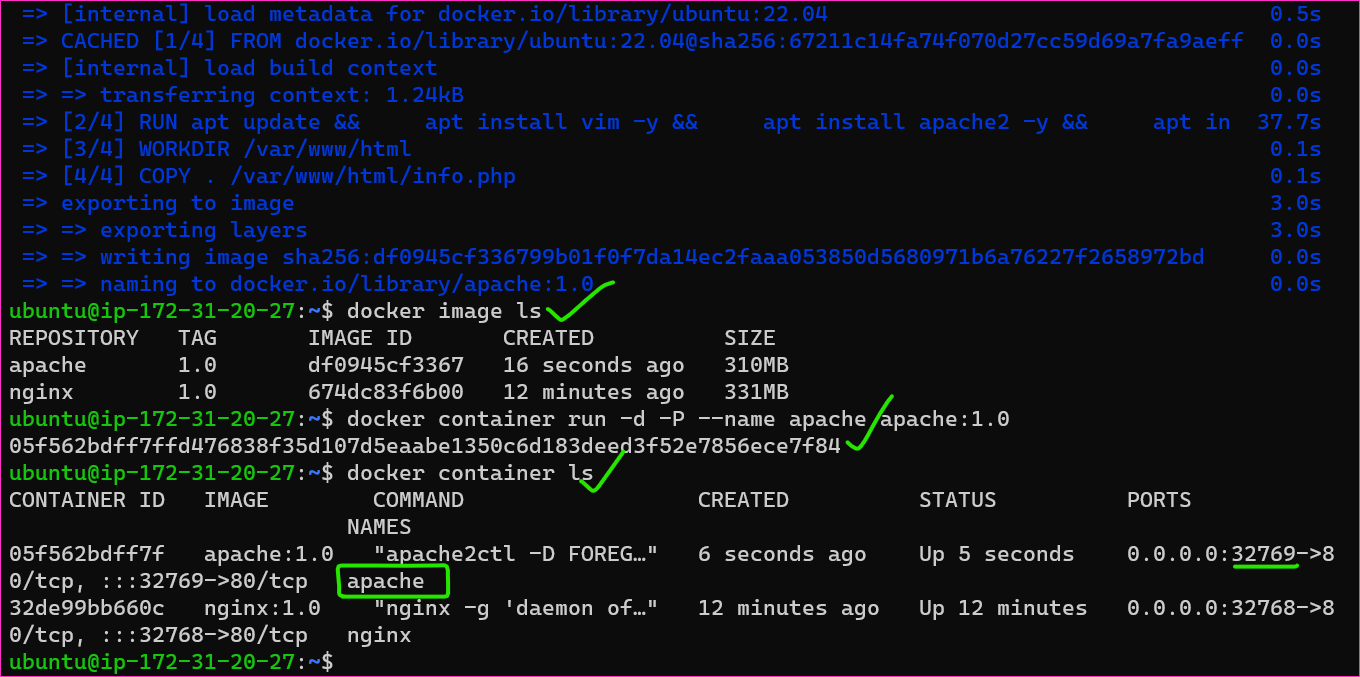 => [internal] load metadata for docker.io/library/ubuntu:22.04 0.5s
=> CACHED [1/4] FROM docker.io/library/ubuntu:22.04@sha256:67211c14fa74f070d27cc59d69a7fa9aeff 0.0s
=> [internal] load build context 0.0s
=> => transferring context: 1.24kB 0.0s
=> [2/4] RUN apt update &&     apt install vim -y &&     apt install apache2 -y &&     apt in 37.7s
=> [3/4] WORKDIR /var/www/html 0.1s
=> [4/4] COPY . /var/www/html/info.php 0.1s
=> exporting to image 3.0s
=> => exporting layers 3.0s
=> => writing image sha256:df0945cf336799b01f0f7da14ec2faaa053850d5680971b6a76227f2658972bd 0.0s
=> => naming to docker.io/library/apache:1.0 0.0s
ubuntu@ip-172-31-20-27:~$ docker image ls
REPOSITORY   TAG       IMAGE ID       CREATED          SIZE
apache       1.0       df0945cf3367   16 seconds ago   310MB
nginx        1.0       674dc83f6b00   12 minutes ago   331MB
ubuntu@ip-172-31-20-27:~$ docker container run -d -P --name apache apache:1.0
05f562bdff7ffd476838f35d107d5eaabe1350c6d183deed3f52e7856ece7f84
ubuntu@ip-172-31-20-27:~$ docker container ls
CONTAINER ID   IMAGE        COMMAND                  CREATED          STATUS          PORTS
NAMES
05f562bdff7f   apache:1.0   "apache2ctl -D FOREG…"   6 seconds ago    Up 5 seconds    0.0.0.0:32769->8
0/tcp, :::32769->80/tcp   apache
32de99bb660c   nginx:1.0    "nginx -g 'daemon of…"   12 minutes ago   Up 12 minutes   0.0.0.0:32768->8
0/tcp, :::32768->80/tcp   nginx
ubuntu@ip-172-31-20-27:~$